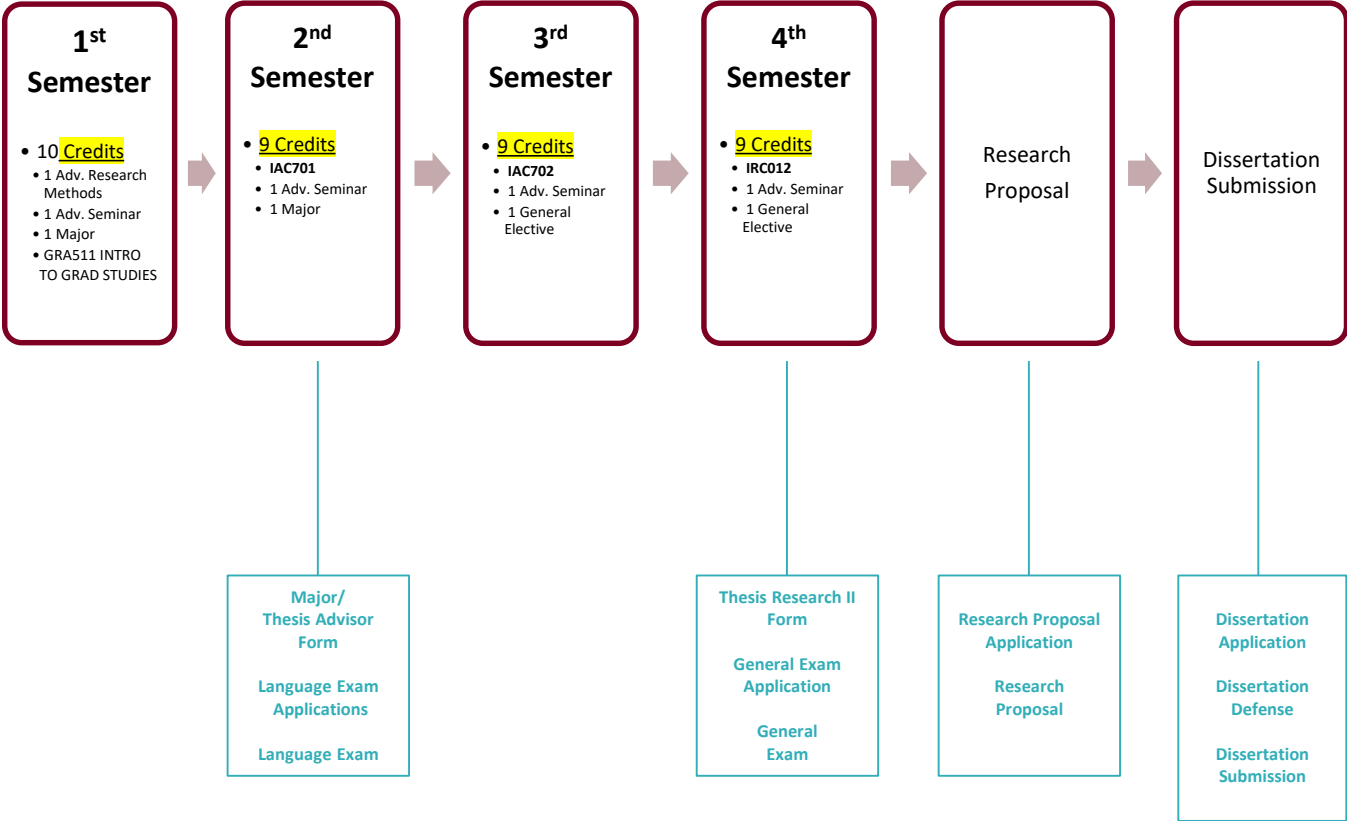 1st
Semester
• 10 Credits
• 1 Adv. Research
Methods
• 1 Adv. Seminar
• 1 Major
• GRA511 INTRO
TO GRAD STUDIES
2nd
Semester
• 9 Credits
• IAC701
• 1 Adv. Seminar
• 1 Major
3rd
Semester
• 9 Credits
• IAC702
• 1 Adv. Seminar
• 1 General
Elective
4th
Semester
• 9 Credits
• IRC012
• 1 Adv. Seminar
• 1 General
Elective
Research
Proposal
Dissertation
Submission
Major/
Thesis Advisor
Form
Language Exam
Applications
Language Exam
Thesis Research II
Form
General Exam
Application
General
Exam
Research Proposal
Application
Research
Proposal
Dissertation
Application
Dissertation
Defense
Dissertation
Submission